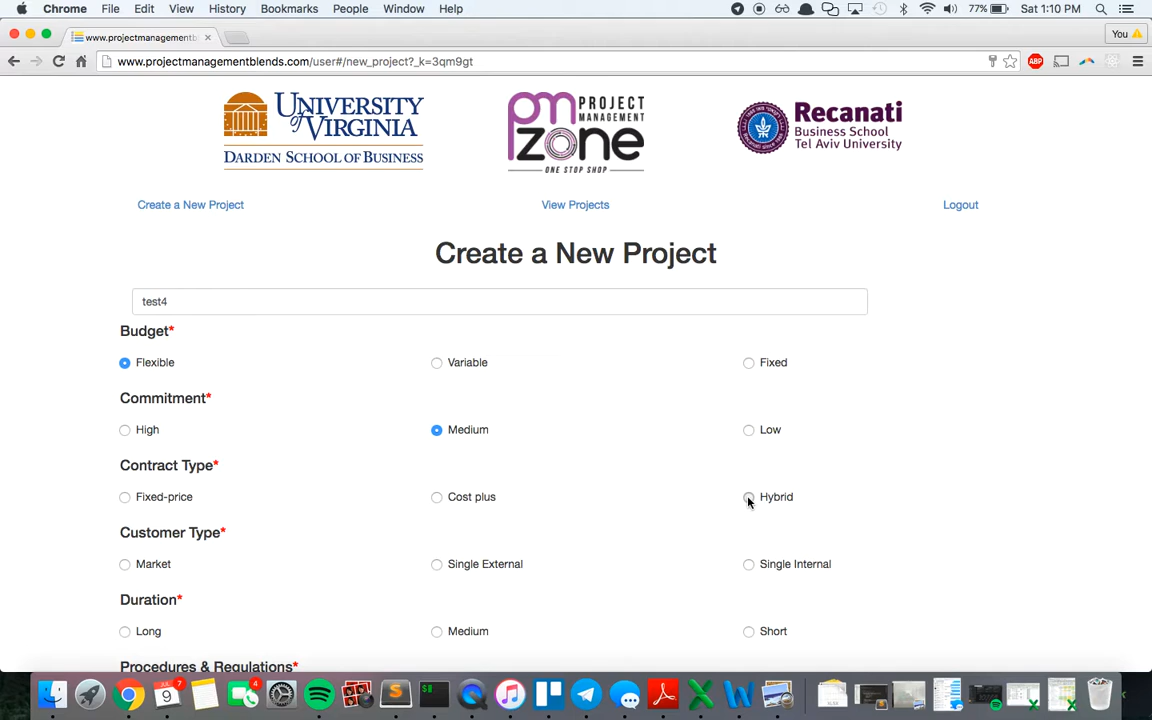 Chrome File Edit View History Bookmarks People Window Help 77% Sat 1:10 PM
www.projectmanagementb You
www.projectmanagementblends.com/user#/new_project?_k=3qm9gt ABP
UNIVERSITY
of VIRGINIA
DARDEN SCHOOL OF BUSINESS
pm PROJECT
MANAGEMENT
zone
ONE STOP SHOP
Recanati
Business School
Tel Aviv University
Create a New Project View Projects Logout
Create a New Project
test4
Budget*
Flexible Variable Fixed
Commitment*
High Medium Low
Contract Type*
Fixed-price Cost plus Hybrid
Customer Type*
Market Single External Single Internal
Duration*
Long Medium Short
Procedures & Regulations*
9 7 4